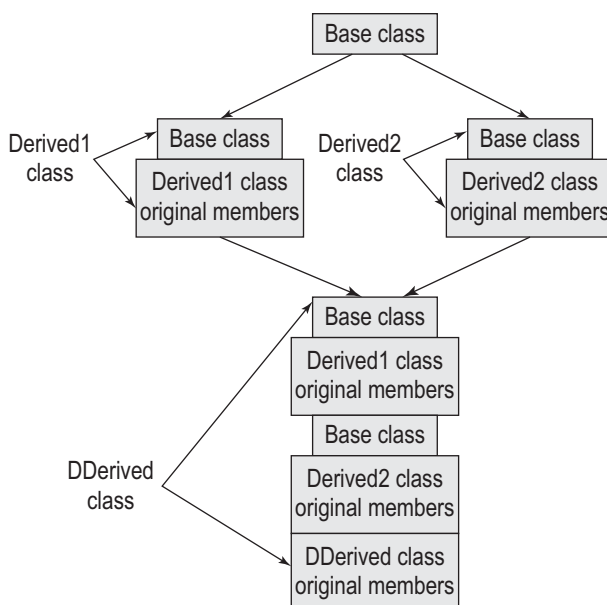 Base class
Derived1
class
Base class
Derived1 class
original members
Derived2
class
Base class
Derived2 class
original members
Base class
Derived1 class
original members
Base class
Derived2 class
original members
DDerived class
original members
DDerived
class